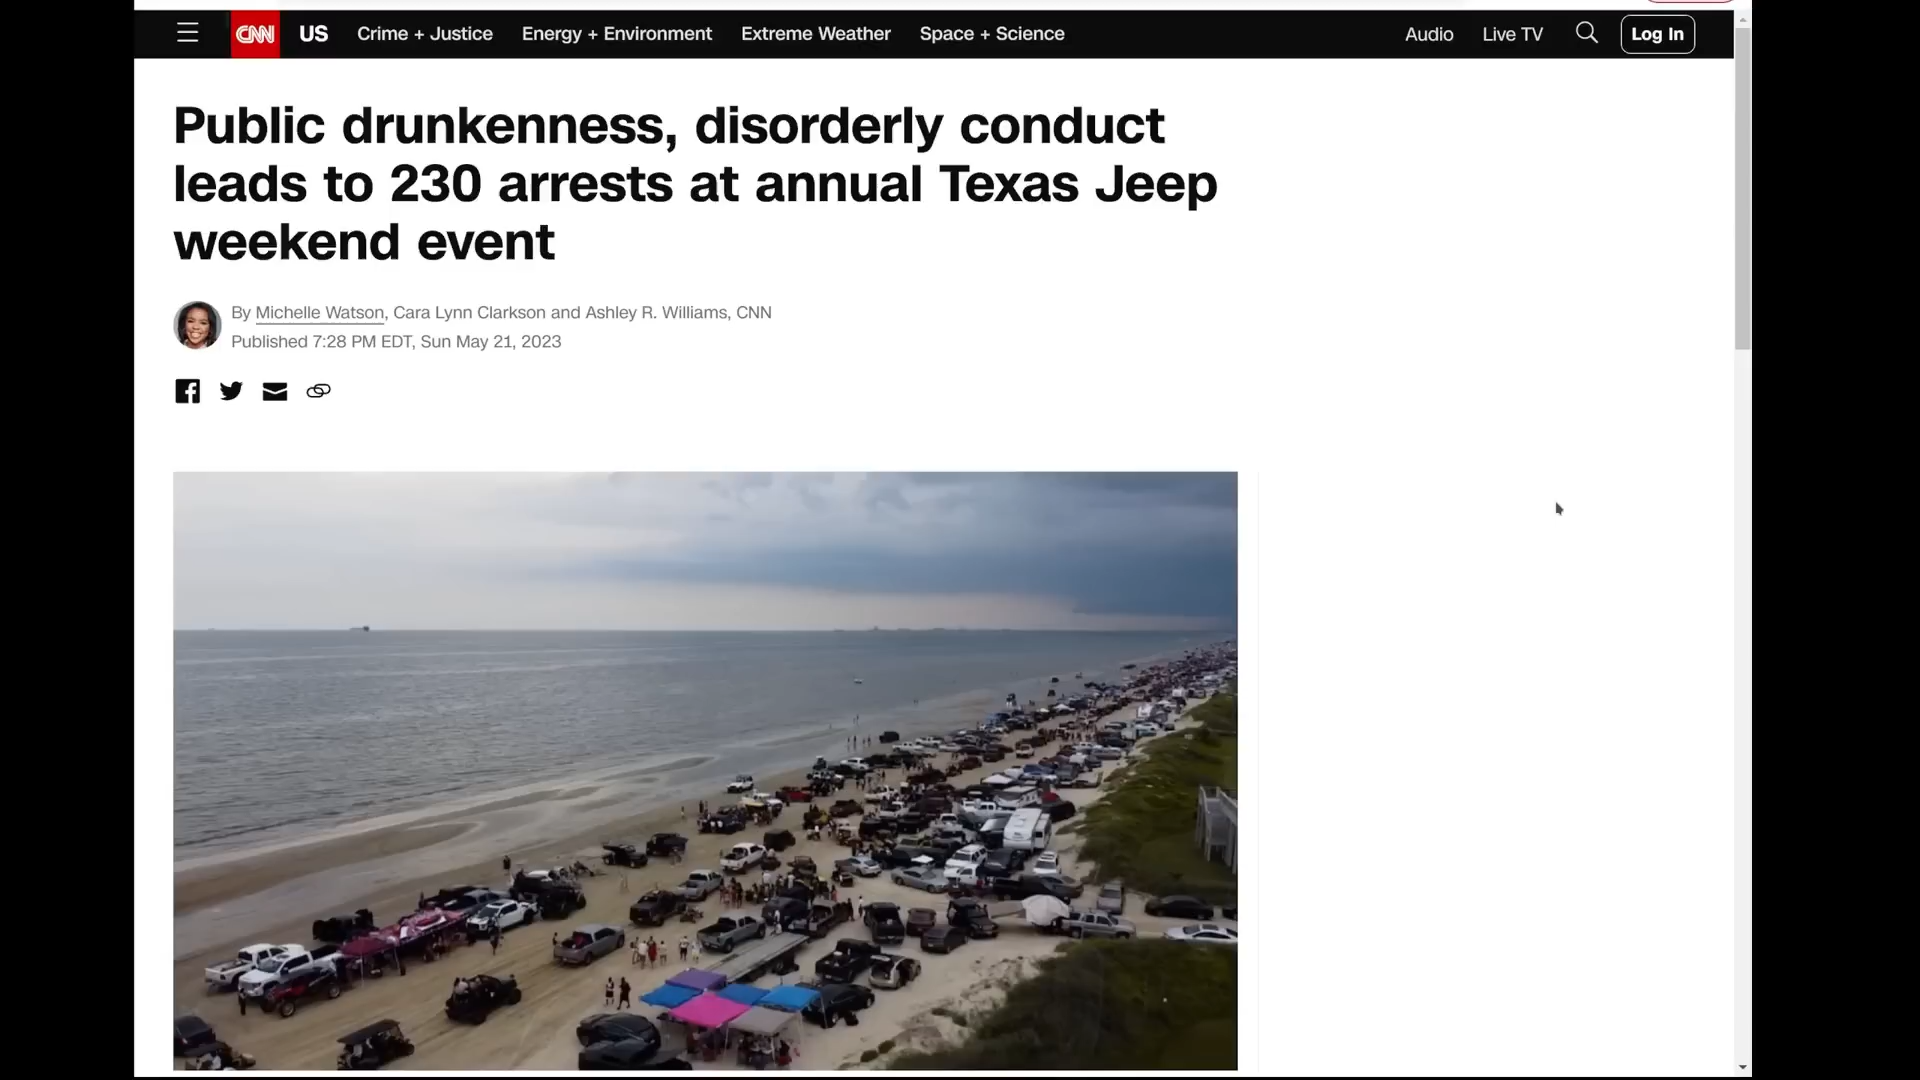 CNN US Crime + Justice Energy + Environment Extreme Weather Space + Science Audio Live TV Log In
Public drunkenness, disorderly conduct
leads to 230 arrests at annual Texas Jeep
weekend event
By Michelle Watson, Cara Lynn Clarkson and Ashley R. Williams, CNN
Published 7:28 PM EDT, Sun May 21, 2023